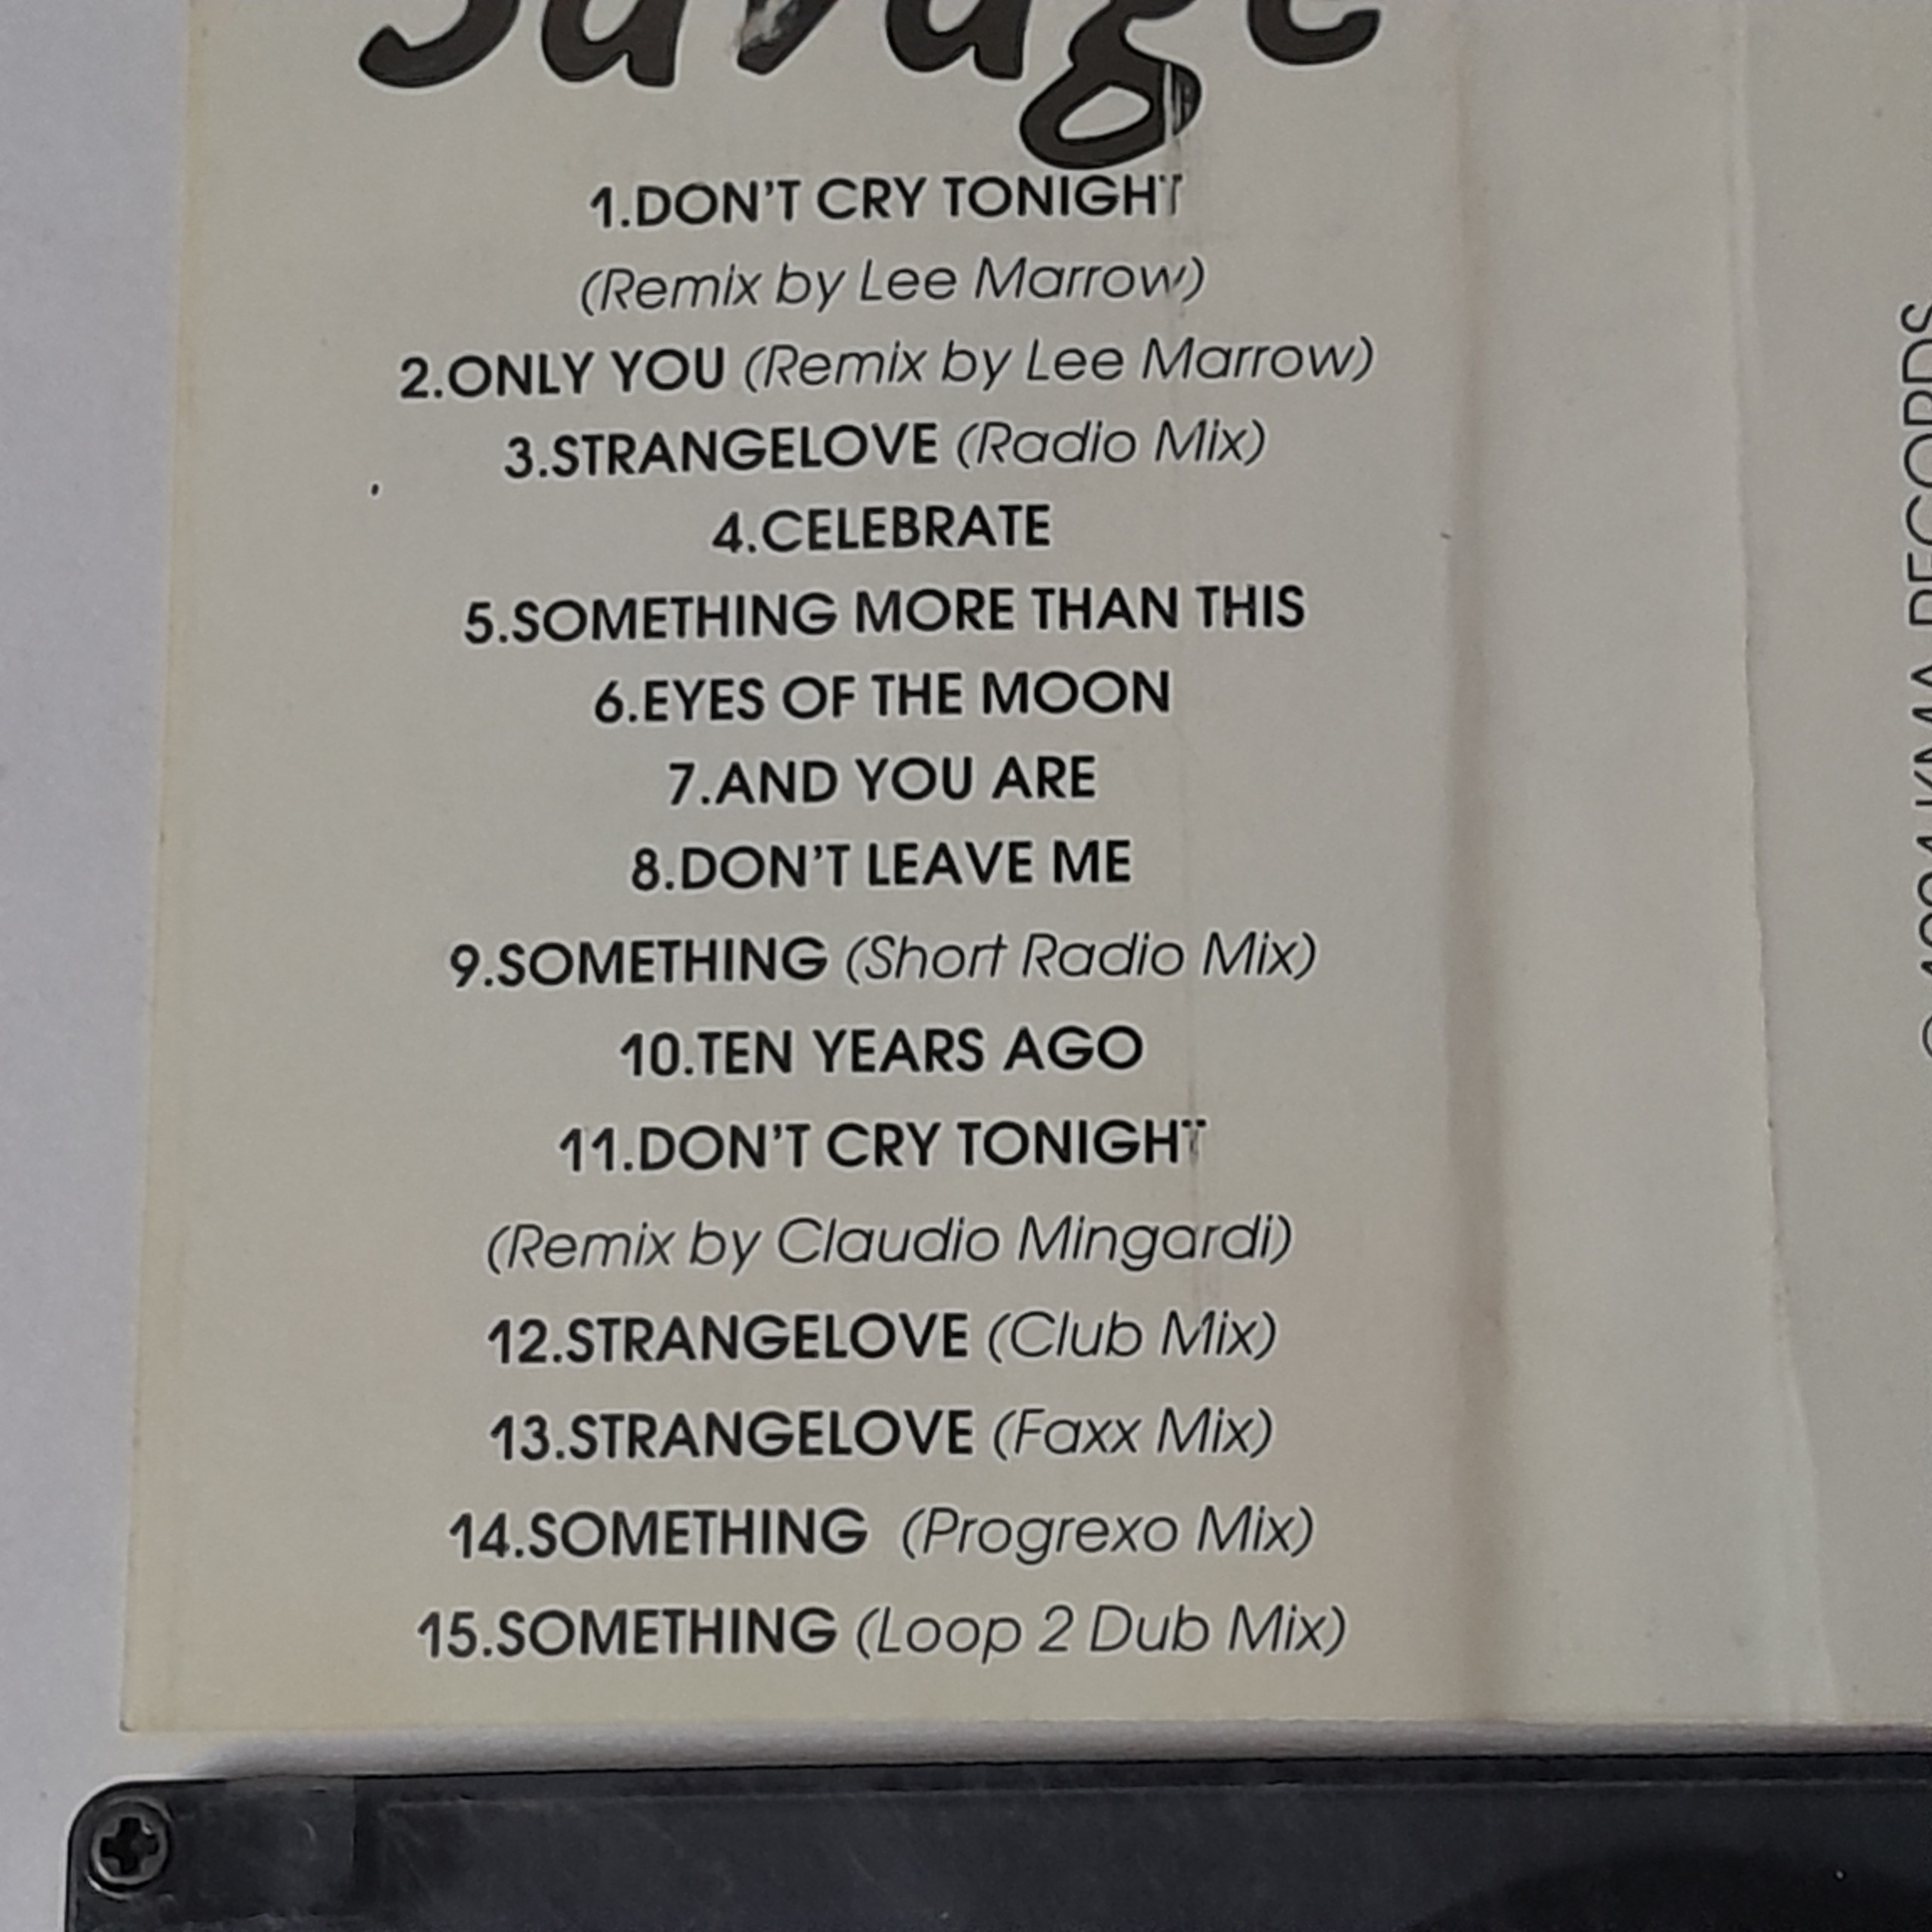 Savage
1.DON'T CRY TONIGHT
(Remix by Lee Marrow)
2.ONLY YOU (Remix by Lee Marrow)
3.STRANGELOVE (Radio Mix)
4.CELEBRATE
5.SOMETHING MORE THAN THIS
6.EYES OF THE MOON
7.AND YOU ARE
8.DON'T LEAVE ME
9.SOMETHING (Short Radio Mix)
10.TEN YEARS AGO
11.DON'T CRY TONIGHT
(Remix by Claudio Mingardi)
12.STRANGELOVE (Club Mix)
13.STRANGELOVE (Faxx Mix)
14.SOMETHING (Progrexo Mix)
15.SOMETHING (Loop 2 Dub Mix)
KMA RECORDS